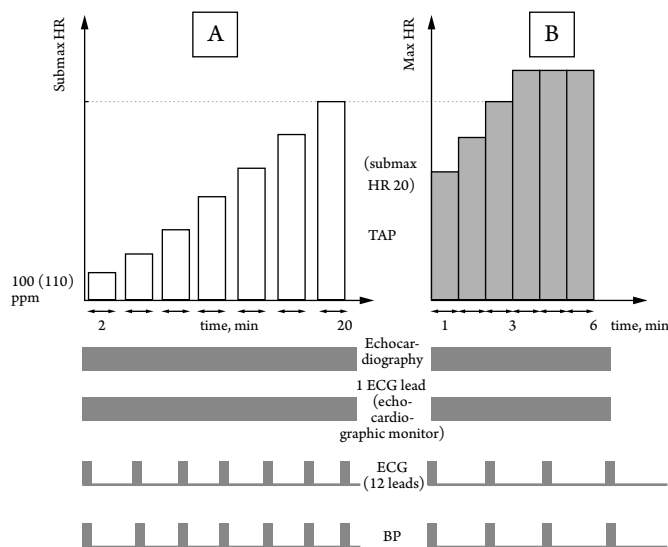 Submax HR
A
100 (110)
ppm
2
time, min
20
Max HR
B
(submax
HR 20)
TAP
1
3
6
time, min
Echocar-
diography
1 ECG lead
(echo-
cardio-
graphic monitor)
ECG
(12 leads)
BP